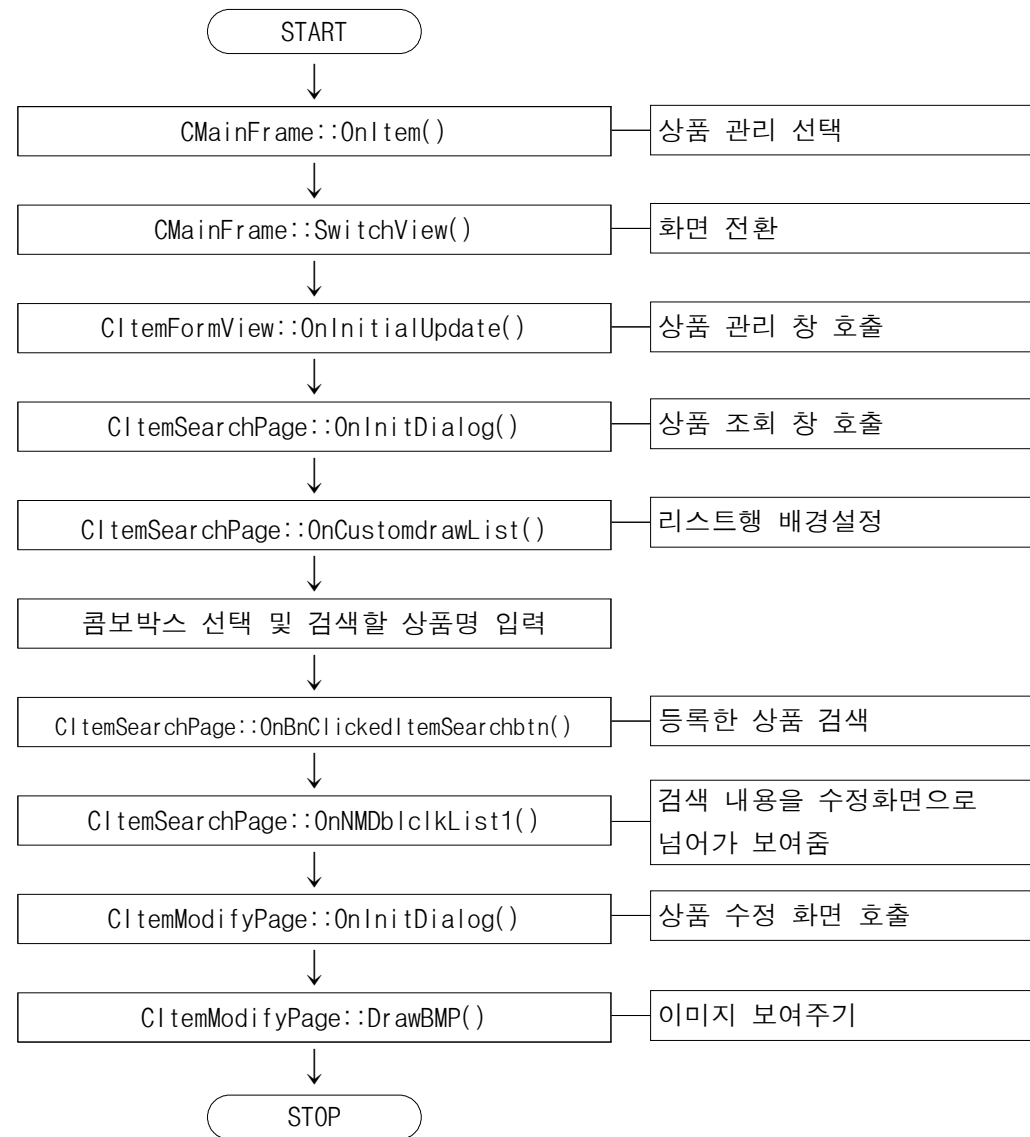 START
CMainFrame::OnItem()
상품 관리 선택
CMainFrame::SwitchView()
화면 전환
CItemFormView::OnInitialUpdate()
상품 관리 창 호출
CItemSearchPage::OnInitDialog()
상품 조회 창 호출
CItemSearchPage::OnCustomdrawList()
리스트행 배경설정
콤보박스 선택 및 검색할 상품명 입력
CItemSearchPage::OnBnClickedItemSearchbtn()
등록한 상품 검색
CItemSearchPage::OnNMDblclkList1()
검색 내용을 수정화면으로
넘어가 보여줌
CItemModifyPage::OnInitDialog()
상품 수정 화면 호출
CItemModifyPage::DrawBMP()
이미지 보여주기
STOP